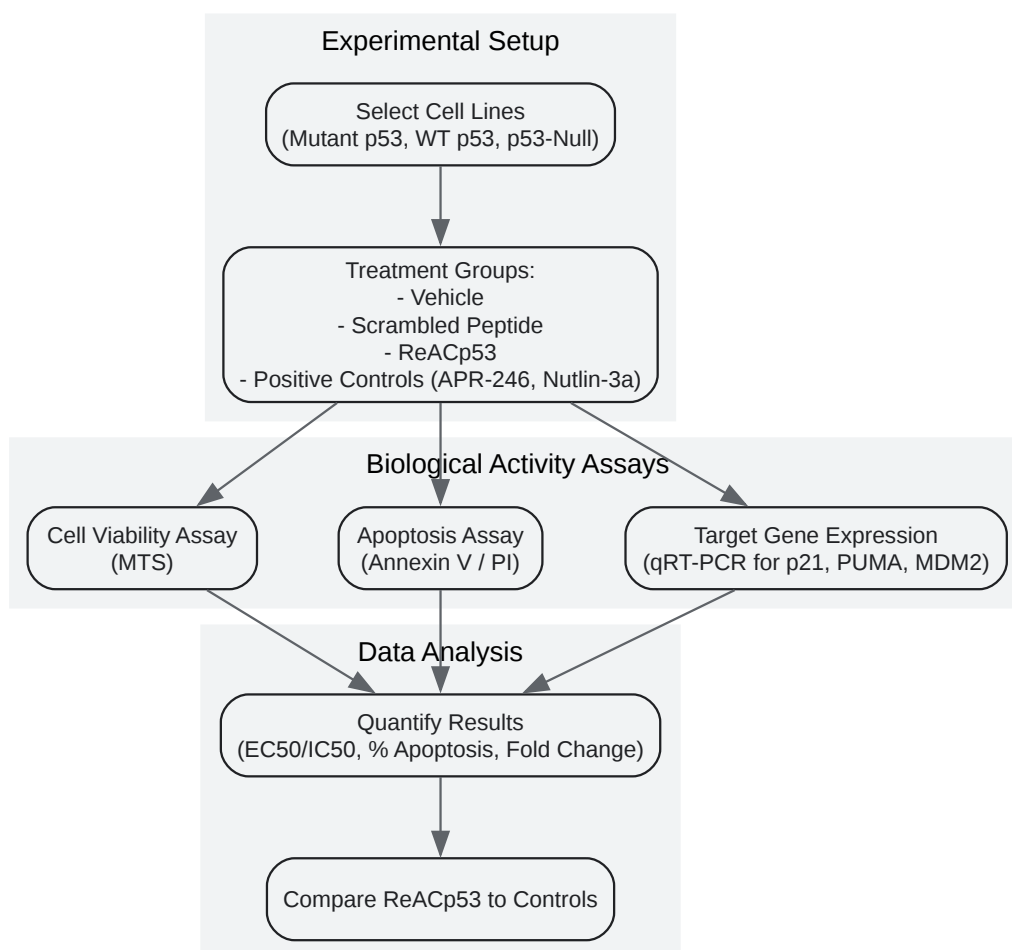 Experimental Setup
Select Cell Lines
(Mutant p53, WT p53, p53-Null)
Treatment Groups:
- Vehicle
- Scrambled Peptide
- ReACp53
- Positive Controls (APR-246, Nutlin-3a)
Biological Activity Assays
Cell Viability Assay
(MTS)
Apoptosis Assay
(Annexin V / PI)
Target Gene Expression
(qRT-PCR for p21, PUMA, MDM2)
Data Analysis
Quantify Results
(EC50/IC50, % Apoptosis, Fold Change)
Compare ReACp53 to Controls